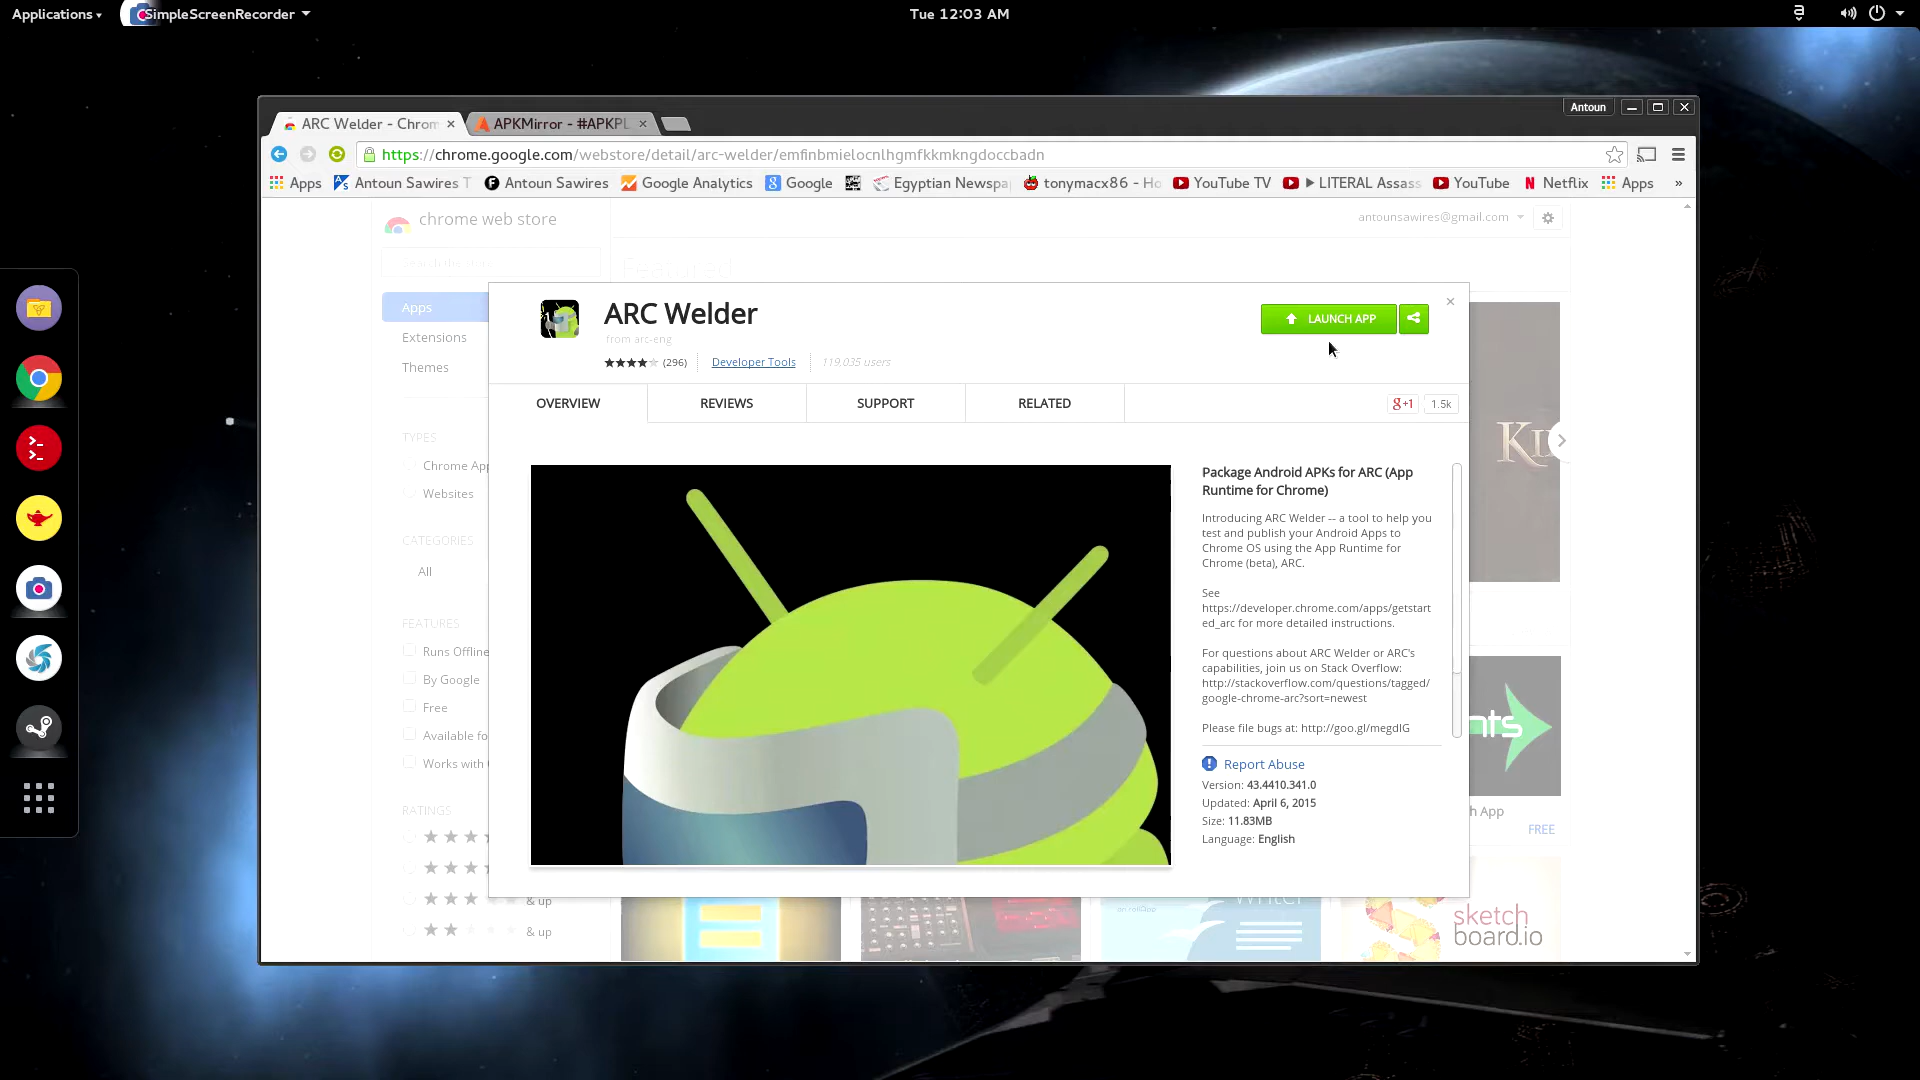 Applications
SimpleScreenRecorder
Tue 12:03 AM
Antoun
ARC Welder - Chrom
APKMirror - #APKPL
https://chrome.google.com/webstore/detail/arc-welder/emfinbmielocnlhgmfkkmkngdoccbadn
Apps
Antoun Sawires T
Antoun Sawires
Google Analytics
Google
Egyptian Newspa
tonymacx86 - Ho
YouTube TV
► LITERAL Assass
YouTube
Netflix
Apps
»
chrome web store
antounsawires@gmail.com
Search the store
Featured
Apps
Extensions
Themes
TYPES
Chrome App
Websites
CATEGORIES
All
FEATURES
Runs Offline
By Google
Free
Available fo
Works with
RATINGS
& up
& up
ARC Welder
from arc-eng
(296)
Developer Tools
119.035 users
LAUNCH APP
OVERVIEW
REVIEWS
SUPPORT
RELATED
g+1
1.5k
Package Android APKs for ARC (App
Runtime for Chrome)
Introducing ARC Welder -- a tool to help you
test and publish your Android Apps to
Chrome OS using the App Runtime for
Chrome (beta), ARC.
See
https://developer.chrome.com/apps/getstart
ed_arc for more detailed instructions.
For questions about ARC Welder or ARC's
capabilities, join us on Stack Overflow:
http://stackoverflow.com/questions/tagged/
google-chrome-arc?sort=newest
Please file bugs at: http://goo.gl/megdIG
Report Abuse
Version: 43.4410.341.0
Updated: April 6, 2015
Size: 11.83MB
Language: English
KI
nts
h App
FREE
an rollApp
Writer
sketch
board.io